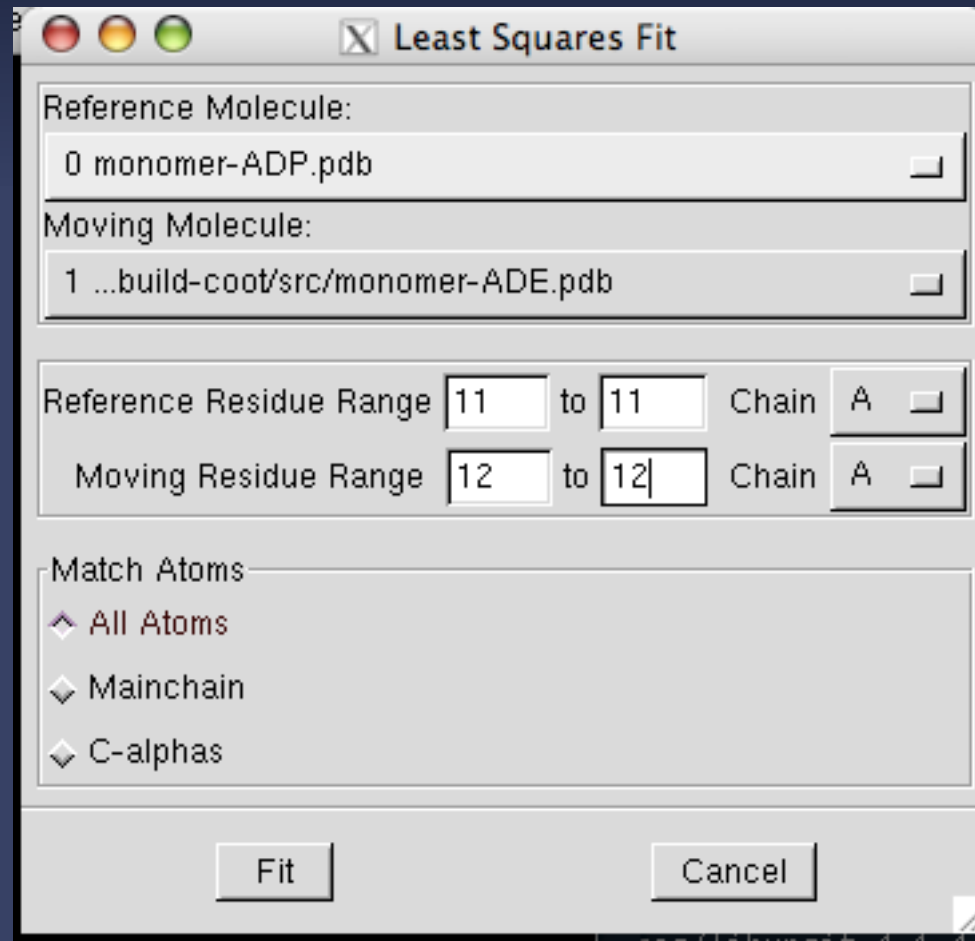 Least Squares Fit
Reference Molecule:
0 monomer-ADP.pdb
Moving Molecule:
1 ...build-coot/src/monomer-ADE.pdb
Reference Residue Range 11 to 11 Chain A
Moving Residue Range 12 to 12 Chain A
Match Atoms
All Atoms
Mainchain
C-alphas
Fit Cancel